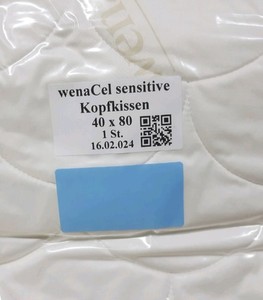 wenaCel sensitive
Kopfkissen
40 x 80
1 St.
16.02.024